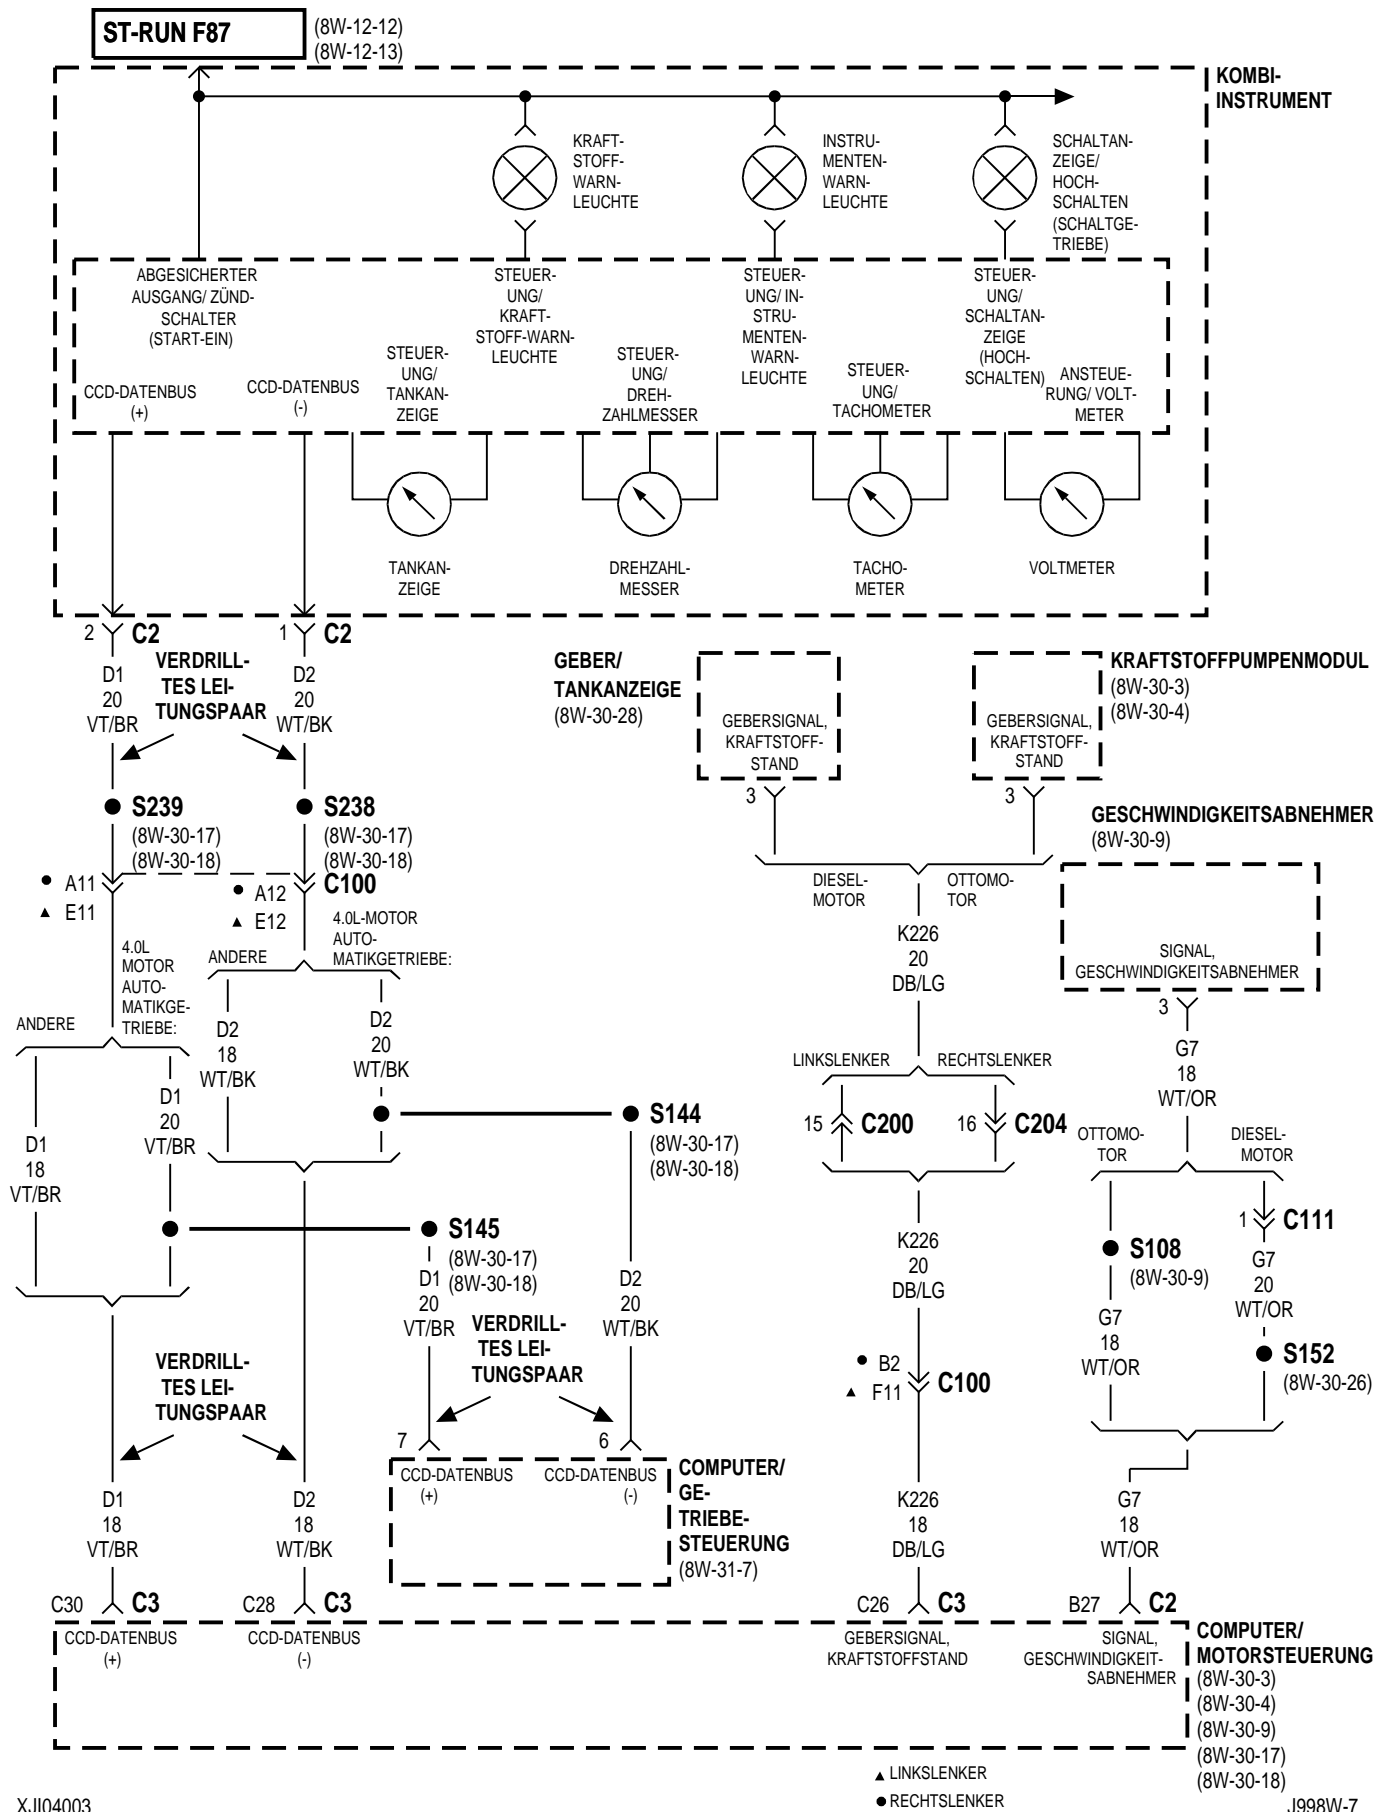 ST-RUN F87
(8W-12-12)
(8W-12-13)
KOMBI-
INSTRUMENT
KRAFT-
STOFF-
WARN-
LEUCHTE
INSTRU-
MENTEN-
WARN-
LEUCHTE
SCHALTAN-
ZEIGE/
HOCH-
SCHALTEN
(SCHALTGE-
TRIEBE)
ABGESICHERTER
AUSGANG/ ZÜND-
SCHALTER
(START-EIN)
STEUER-
UNG/
KRAFT-
STOFF-WARN-
LEUCHTE
STEUER-
UNG/ IN-
STRU-
MENTEN-
WARN-
LEUCHTE
STEUER-
UNG/
SCHALTAN-
ZEIGE
(HOCH-
SCHALTEN)
CCD-DATENBUS
(+)
CCD-DATENBUS
(-)
STEUER-
UNG/
TANKAN-
ZEIGE
STEUER-
UNG/
DREH-
ZAHLMESSER
STEUER-
UNG/
TACHOMETER
ANSTEUE-
RUNG/ VOLT-
METER
TANKAN-
ZEIGE
DREHZAHL-
MESSER
TACHO-
METER
VOLTMETER
2
C2
1
C2
D1
20
VT/BR
VERDRILL-
TES LEI-
TUNGSPAAR
D2
20
WT/BK
GEBER/
TANKANZEIGE
(8W-30-28)
GEBERSIGNAL,
KRAFTSTOFF-
STAND
3
GEBERSIGNAL,
KRAFTSTOFF-
STAND
3
KRAFTSTOFFPUMPENMODUL
(8W-30-3)
(8W-30-4)
S239
(8W-30-17)
(8W-30-18)
S238
(8W-30-17)
(8W-30-18)
GESCHWINDIGKEITSABNEHMER
(8W-30-9)
● A11
▲ E11
● A12
▲ E12
C100
DIESEL-
MOTOR
OTTOMO-
TOR
K226
20
DB/LG
SIGNAL,
GESCHWINDIGKEITSABNEHMER
3
4.0L
MOTOR
AUTO-
MATIKGE-
TRIEBE:
ANDERE
ANDERE
4.0L-MOTOR
AUTO-
MATIKGETRIEBE:
D2
18
WT/BK
D2
20
WT/BK
D1
18
VT/BR
D1
20
VT/BR
S144
(8W-30-17)
(8W-30-18)
S145
(8W-30-17)
(8W-30-18)
LINKSLENKER
RECHTSLENKER
15
C200
16
C204
G7
18
WT/OR
OTTOMO-
TOR
DIESEL-
MOTOR
1
C111
S108
(8W-30-9)
G7
20
WT/OR
G7
18
WT/OR
S152
(8W-30-26)
K226
20
DB/LG
● B2
▲ F11
C100
D1
20
VT/BR
VERDRILL-
TES LEI-
TUNGSPAAR
D2
20
WT/BK
VERDRILL-
TES LEI-
TUNGSPAAR
7
6
CCD-DATENBUS
(+)
CCD-DATENBUS
(-)
COMPUTER/
GE-
TRIEBE-
STEUERUNG
(8W-31-7)
D1
18
VT/BR
D2
18
WT/BK
K226
18
DB/LG
G7
18
WT/OR
C30
C3
C28
C3
C26
C3
B27
C2
CCD-DATENBUS
(+)
CCD-DATENBUS
(-)
GEBERSIGNAL,
KRAFTSTOFFSTAND
SIGNAL,
GESCHWINDIGKEIT-
SABNEHMER
COMPUTER/
MOTORSTEUERUNG
(8W-30-3)
(8W-30-4)
(8W-30-9)
(8W-30-17)
(8W-30-18)
▲ LINKSLENKER
● RECHTSLENKER
XJI04003
J998W-7